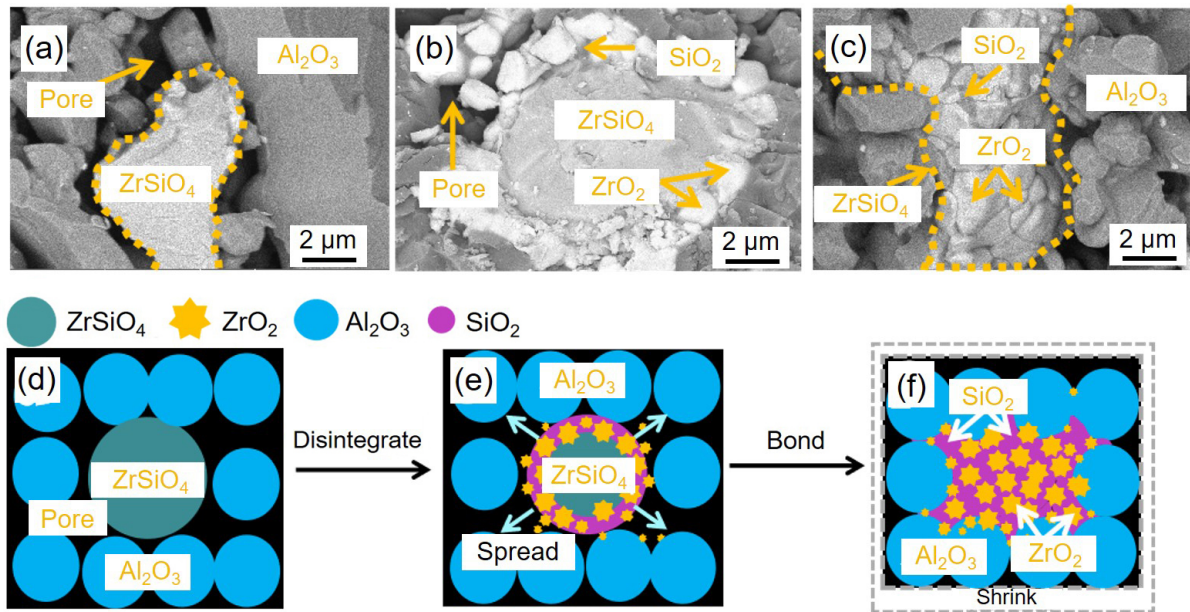 (a)
Al₂O₃
Pore
ZrSiO₄
2 μm
(b)
SiO₂
ZrSiO₄
Pore
ZrO₂
2 μm
(c)
SiO₂
Al₂O₃
ZrO₂
ZrSiO₄
2 μm
ZrSiO₄ ZrO₂ Al₂O₃ SiO₂
(d)
ZrSiO₄
Pore
Al₂O₃
Disintegrate
(e)
Al₂O₃
ZrSiO₄
Spread
Bond
(f)
SiO₂
Al₂O₃
ZrO₂
Shrink